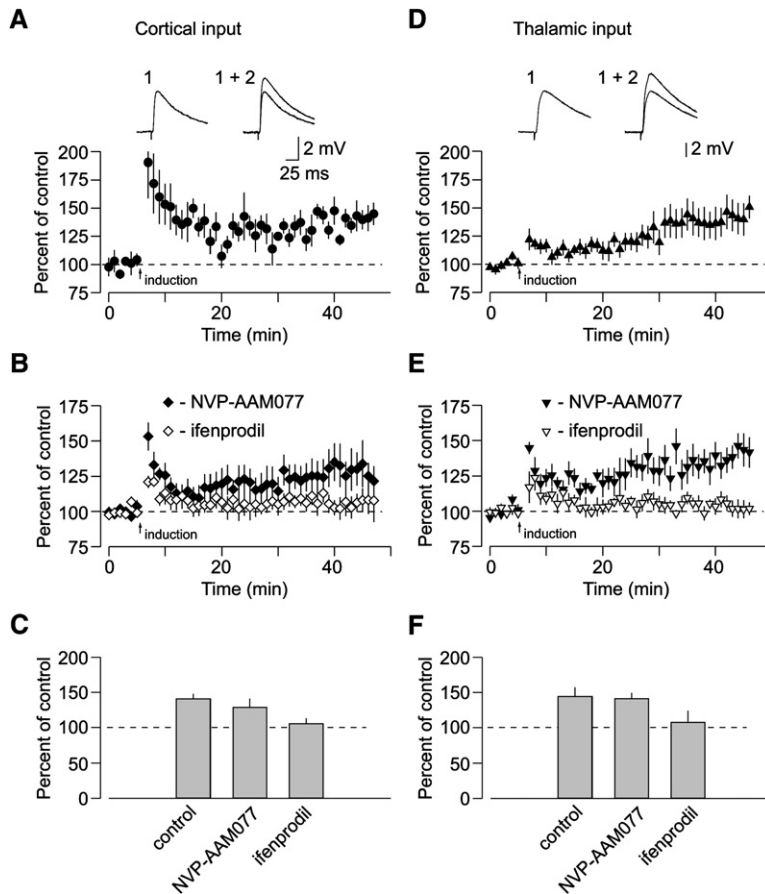 A
Cortical input
1
1 + 2
2 mV
25 ms
200
175
150
125
100
75
Percent of control
induction
0
20
40
Time (min)
D
Thalamic input
1
1 + 2
2 mV
200
175
150
125
100
75
Percent of control
induction
0
20
40
Time (min)
B
- NVP-AAM077
- ifenprodil
175
150
125
100
75
Percent of control
induction
0
20
40
Time (min)
E
- NVP-AAM077
- ifenprodil
175
150
125
100
75
Percent of control
induction
0
20
40
Time (min)
C
200
150
100
50
0
Percent of control
control
NVP-AAM077
ifenprodil
F
200
150
100
50
0
Percent of control
control
NVP-AAM077
ifenprodil